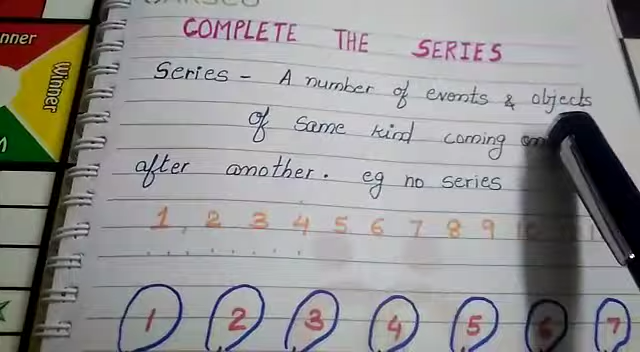 nner
Winner
COMPLETE THE SERIES
Series - A number of events & objects
of same kind coming
after another. eg no series
1, 2 3 4 5 6 7 8 9 10
. . . . . . . .
1 2 3 4 5 6 7